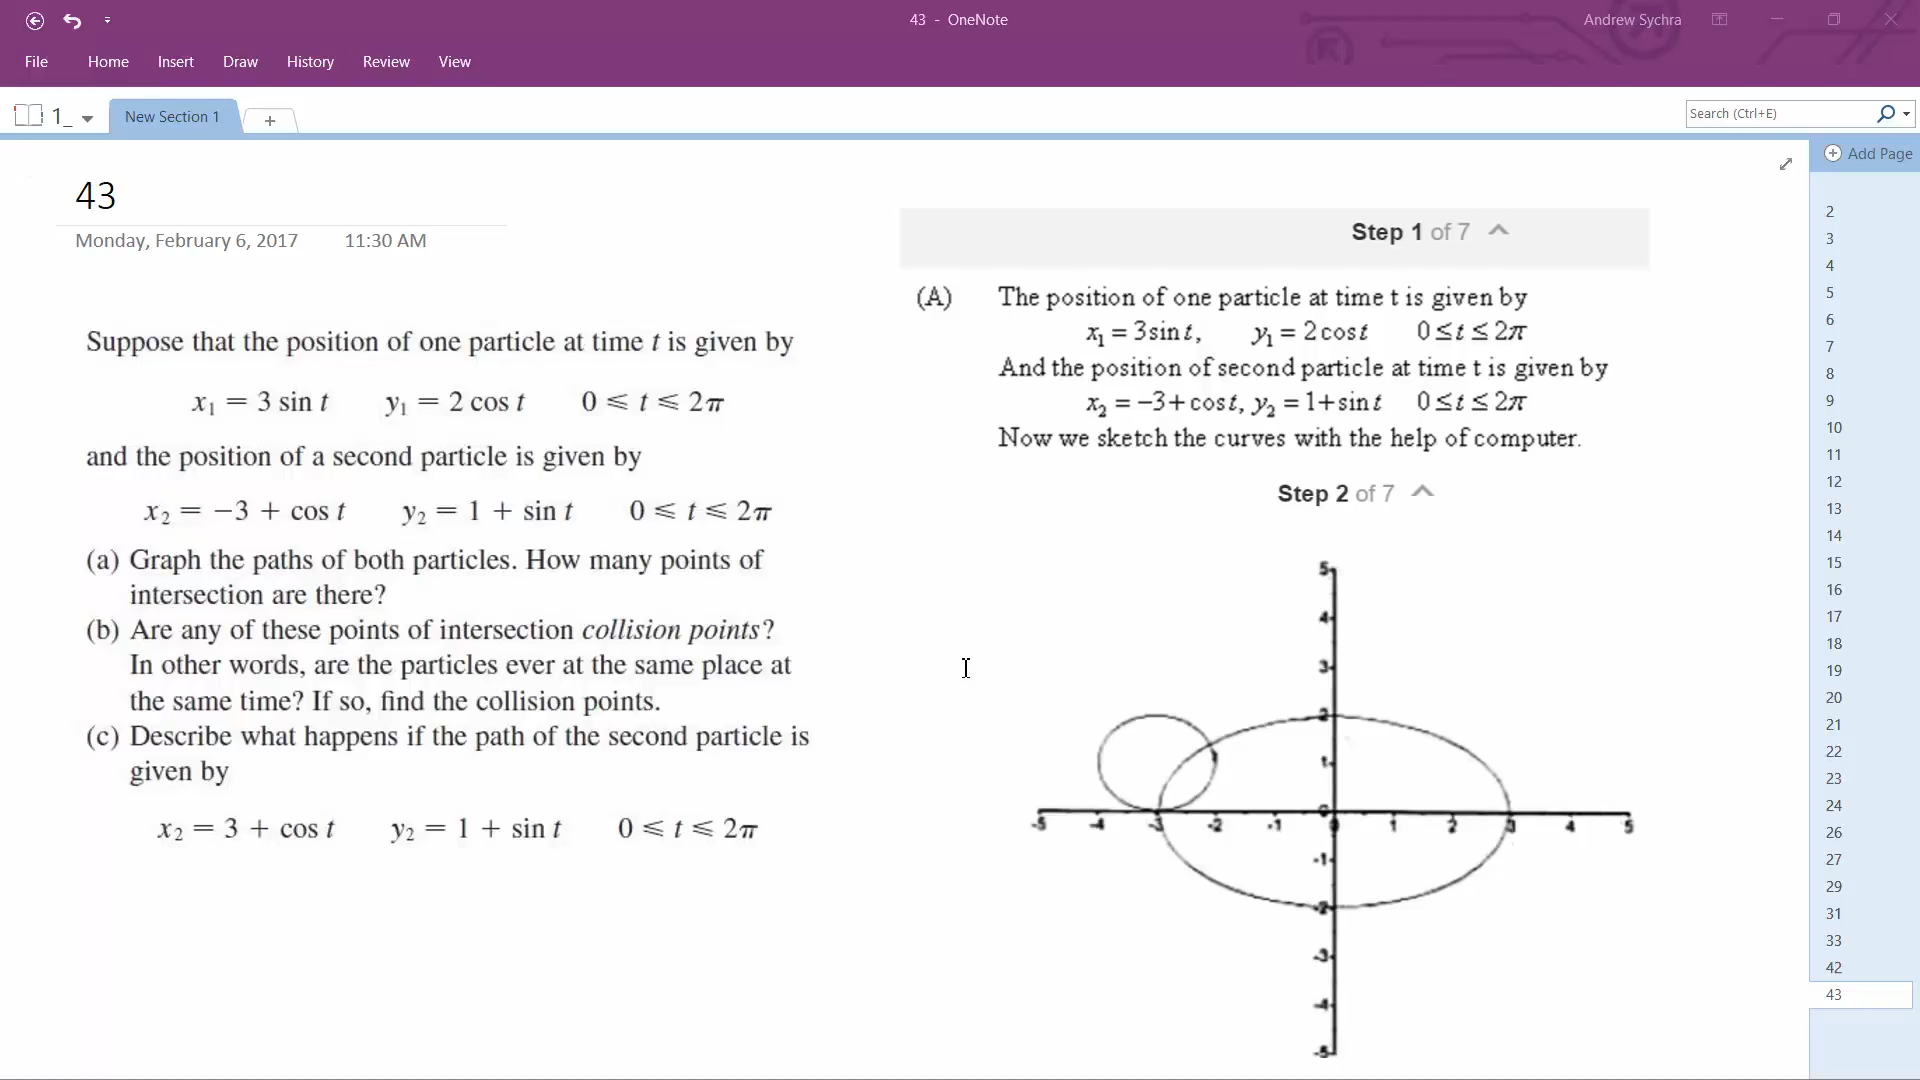 43 - OneNote
Andrew Sychra
File Home Insert Draw History Review View
1_ New Section 1 +
Search (Ctrl+E)
Add Page
43
Monday, February 6, 2017 11:30 AM
Suppose that the position of one particle at time t is given by
x₁ = 3 sin t y₁ = 2 cos t 0 ⩽ t ⩽ 2π
and the position of a second particle is given by
x₂ = −3 + cos t y₂ = 1 + sin t 0 ⩽ t ⩽ 2π
(a) Graph the paths of both particles. How many points of
intersection are there?
(b) Are any of these points of intersection collision points?
In other words, are the particles ever at the same place at
the same time? If so, find the collision points.
(c) Describe what happens if the path of the second particle is
given by
x₂ = 3 + cos t y₂ = 1 + sin t 0 ⩽ t ⩽ 2π
Step 1 of 7
(A) The position of one particle at time t is given by
x₁ = 3sin t, y₁ = 2cos t 0 ≤ t ≤ 2π
And the position of second particle at time t is given by
x₂ = −3+cos t, y₂ = 1+sin t 0 ≤ t ≤ 2π
Now we sketch the curves with the help of computer.
Step 2 of 7
5
4
3
2
1
0
-5 -4 -3 -2 -1 0 1 2 3 4 5
-1
-2
-3
-4
-5
2
3
4
5
6
7
8
9
10
11
12
13
14
15
16
17
18
19
20
21
22
23
24
26
27
29
31
33
42
43